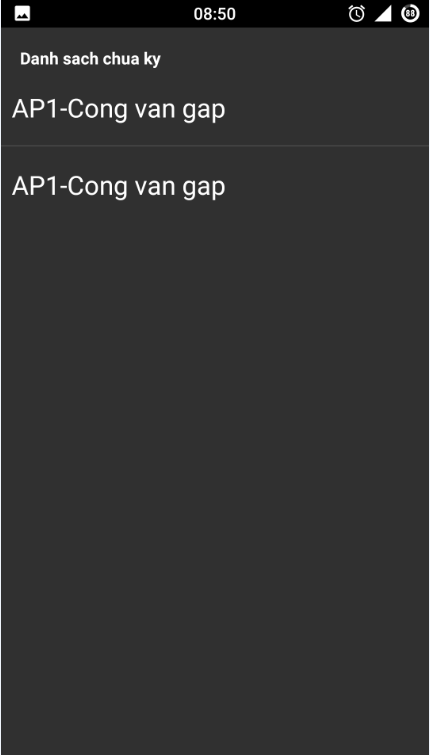 08:50
88
Danh sach chua ky
AP1-Cong van gap
AP1-Cong van gap